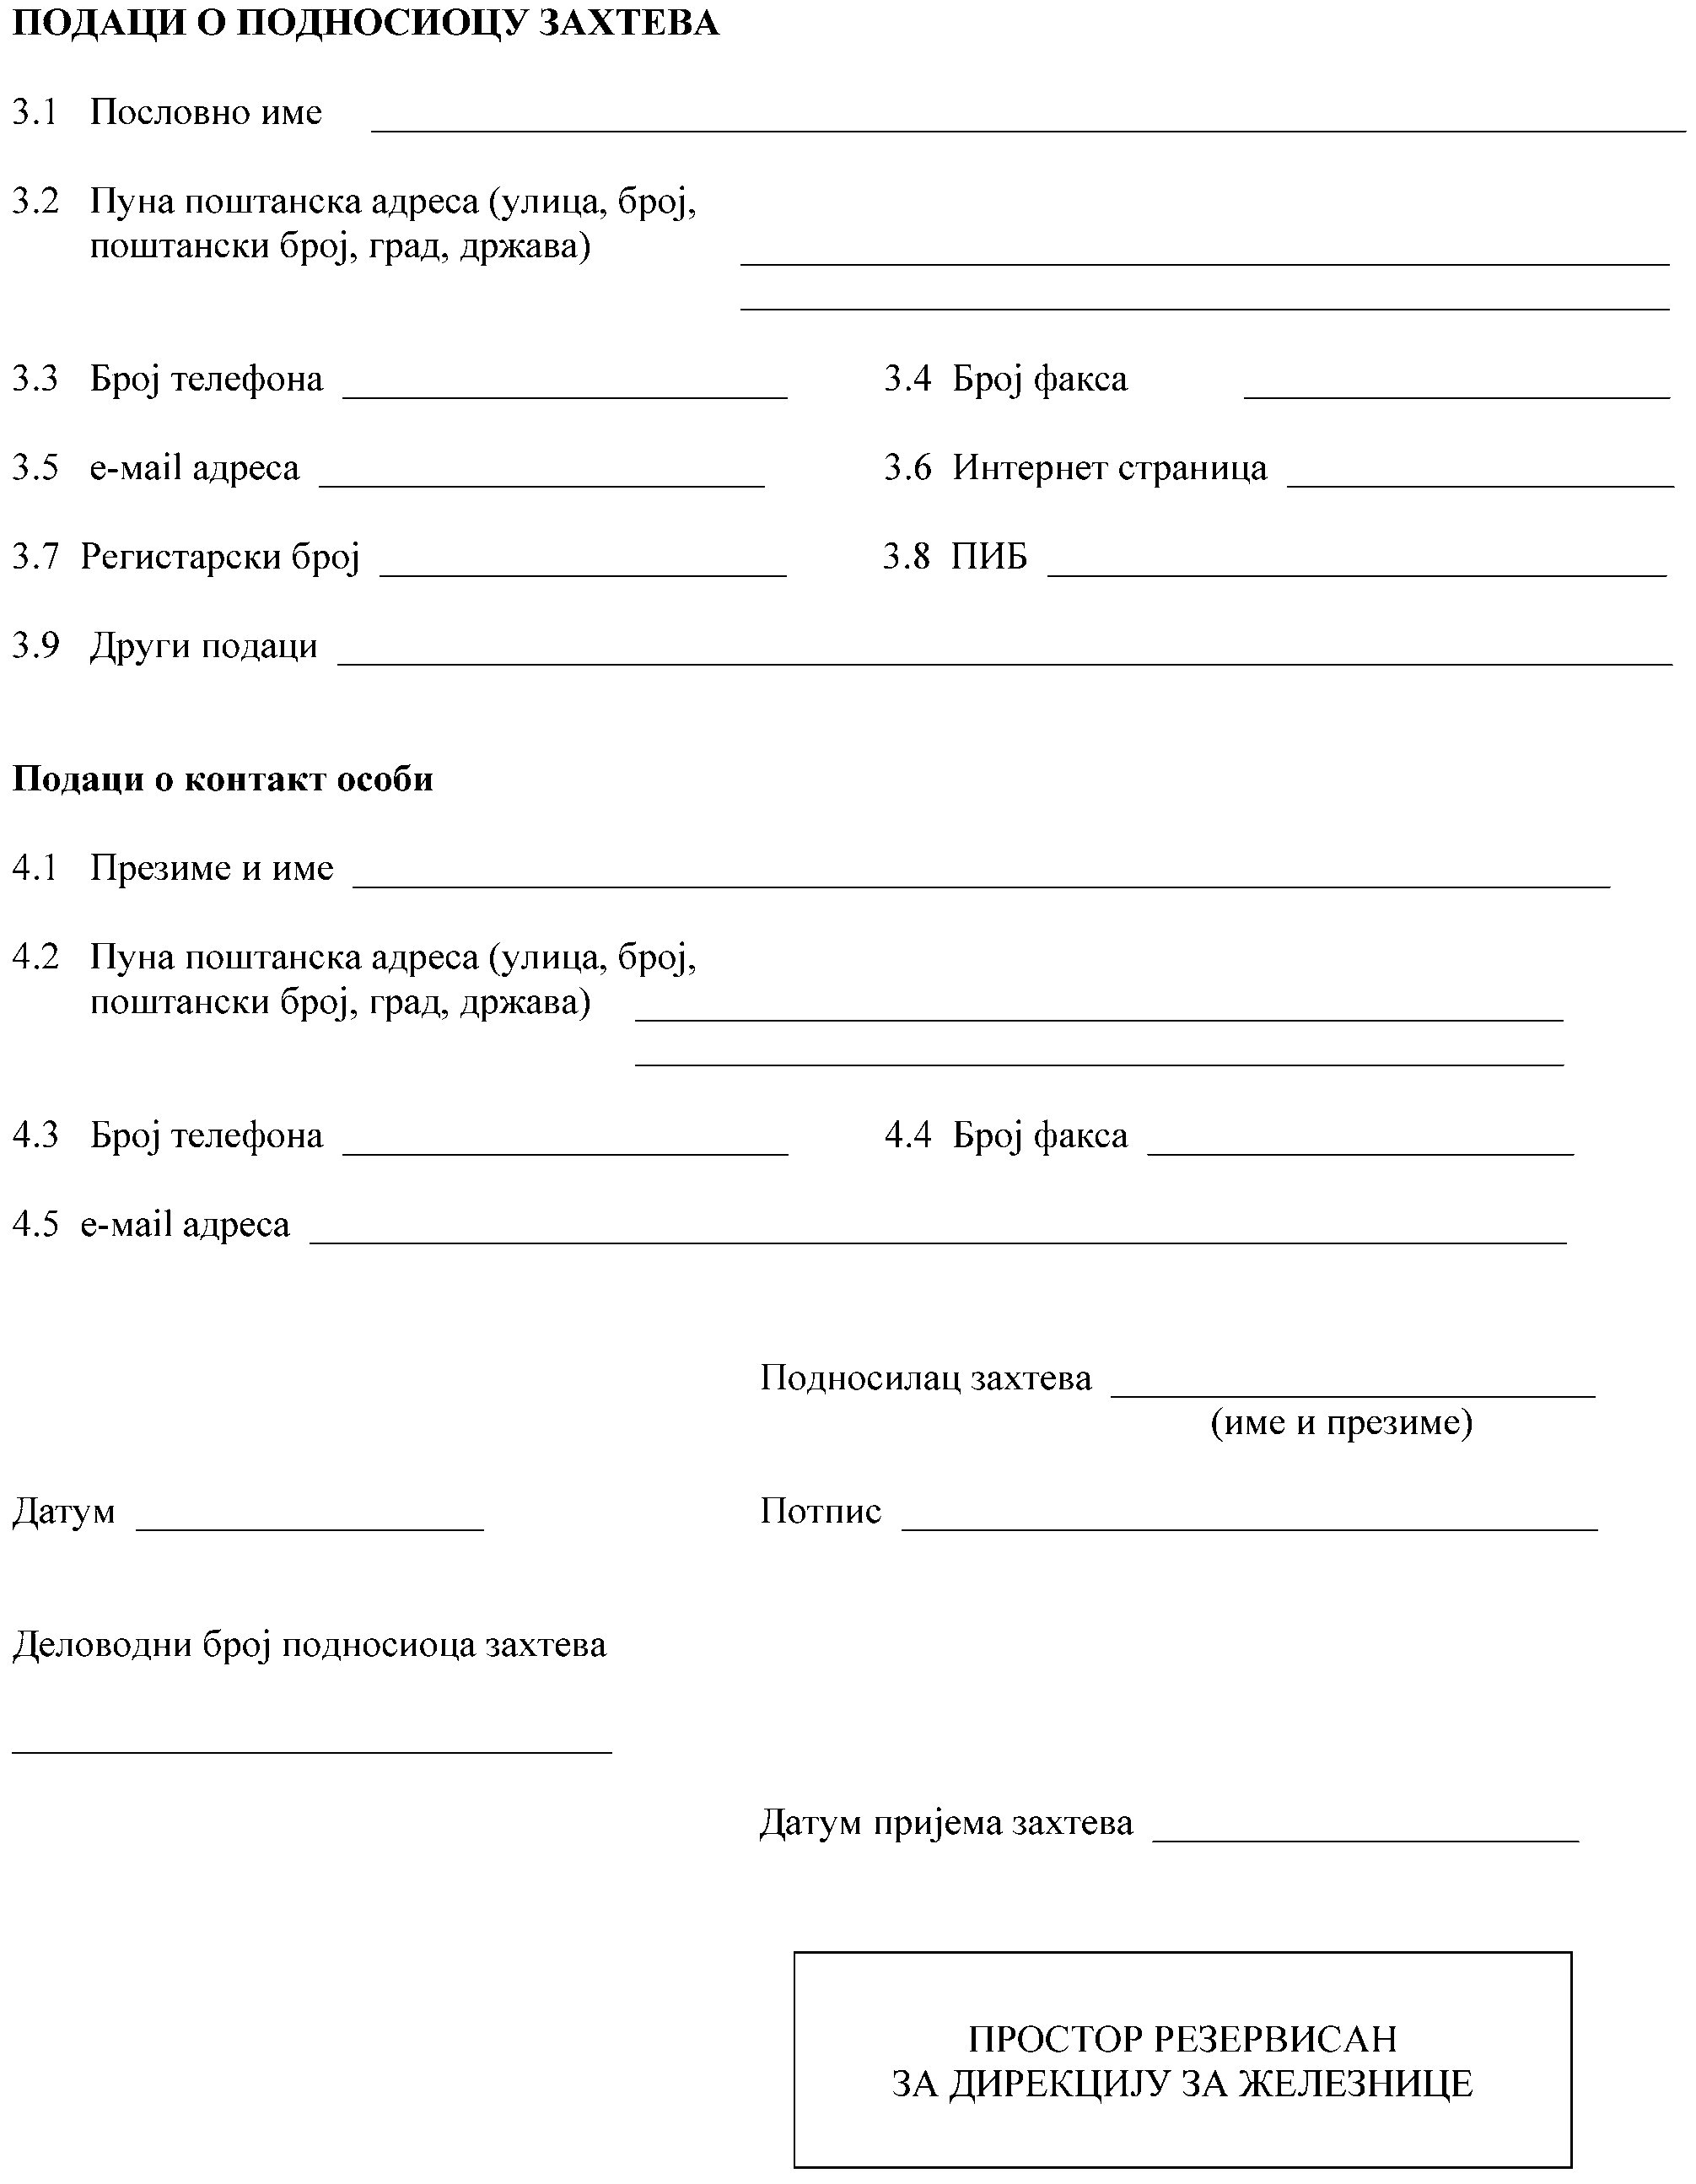 ПОДАЦИ О ПОДНОСИОЦУ ЗАХТЕВА
3.1 Пословно име
3.2 Пуна поштанска адреса (улица, број,
поштански број, град, држава)
3.3 Број телефона 3.4 Број факса
3.5 е-маil адреса 3.6 Интернет страница
3.7 Регистарски број 3.8 ПИБ
3.9 Други подаци
Подаци о контакт особи
4.1 Презиме и име
4.2 Пуна поштанска адреса (улица, број,
поштански број, град, држава)
4.3 Број телефона 4.4 Број факса
4.5 е-маil адреса
Подносилац захтева
(име и презиме)
Датум Потпис
Деловодни број подносиоца захтева
Датум пријема захтева
ПРОСТОР РЕЗЕРВИСАН
ЗА ДИРЕКЦИЈУ ЗА ЖЕЛЕЗНИЦЕ